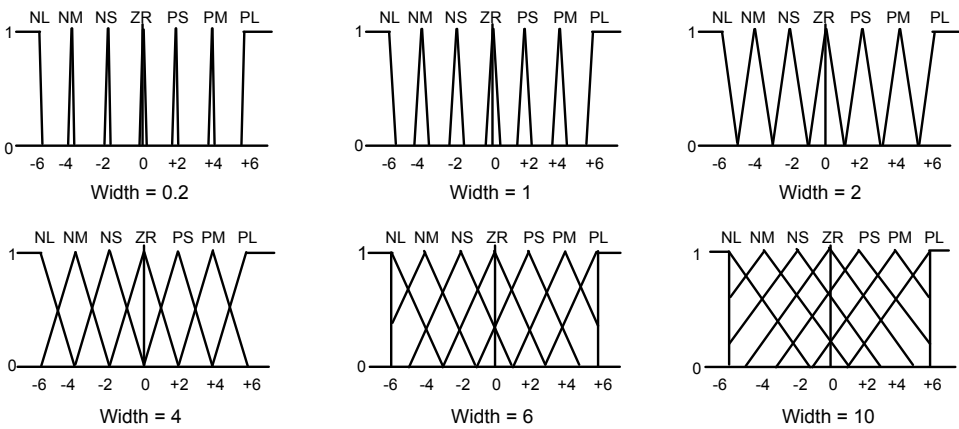 NL NM NS ZR PS PM PL
1
0
-6 -4 -2 0 +2 +4 +6
Width = 0.2
NL NM NS ZR PS PM PL
1
0
-6 -4 -2 0 +2 +4 +6
Width = 1
NL NM NS ZR PS PM PL
1
0
-6 -4 -2 0 +2 +4 +6
Width = 2
NL NM NS ZR PS PM PL
1
0
-6 -4 -2 0 +2 +4 +6
Width = 4
NL NM NS ZR PS PM PL
1
0
-6 -4 -2 0 +2 +4 +6
Width = 6
NL NM NS ZR PS PM PL
1
0
-6 -4 -2 0 +2 +4 +6
Width = 10